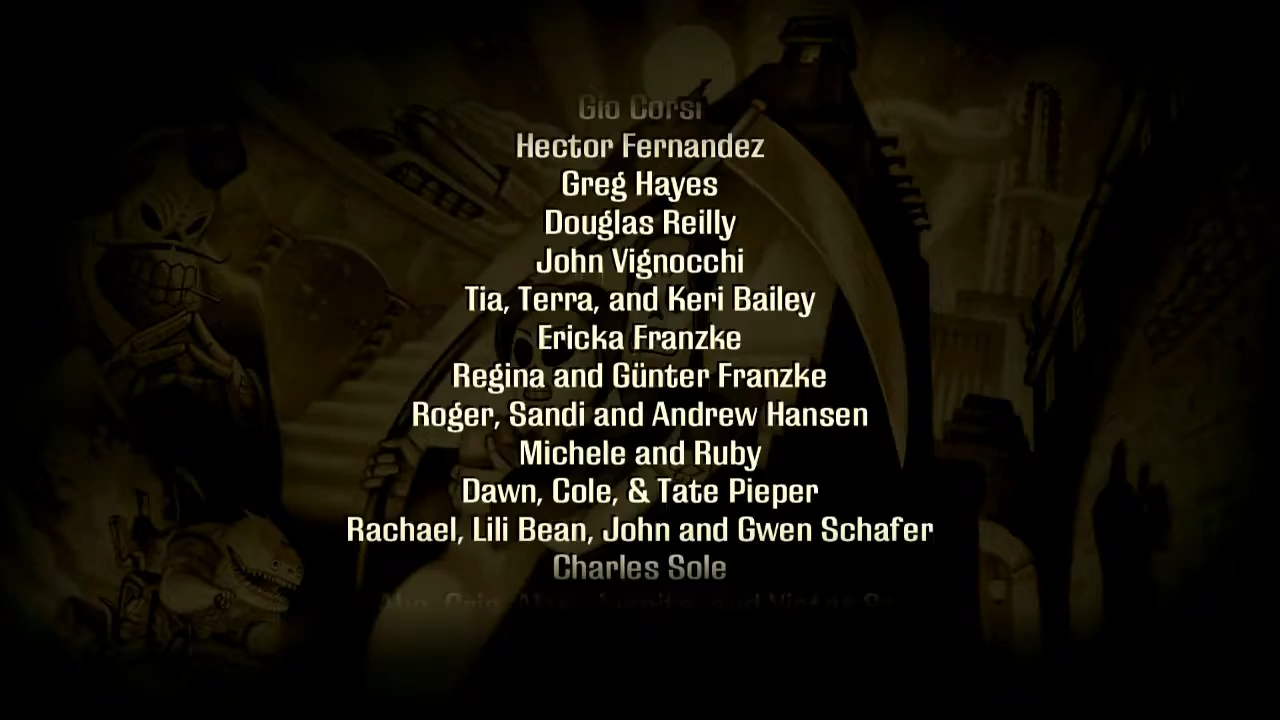 Gio Corsi
Hector Fernandez
Greg Hayes
Douglas Reilly
John Vignocchi
Tia, Terra, and Keri Bailey
Ericka Franzke
Regina and Günter Franzke
Roger, Sandi and Andrew Hansen
Michele and Ruby
Dawn, Cole, & Tate Pieper
Rachael, Lili Bean, John and Gwen Schafer
Charles Sole